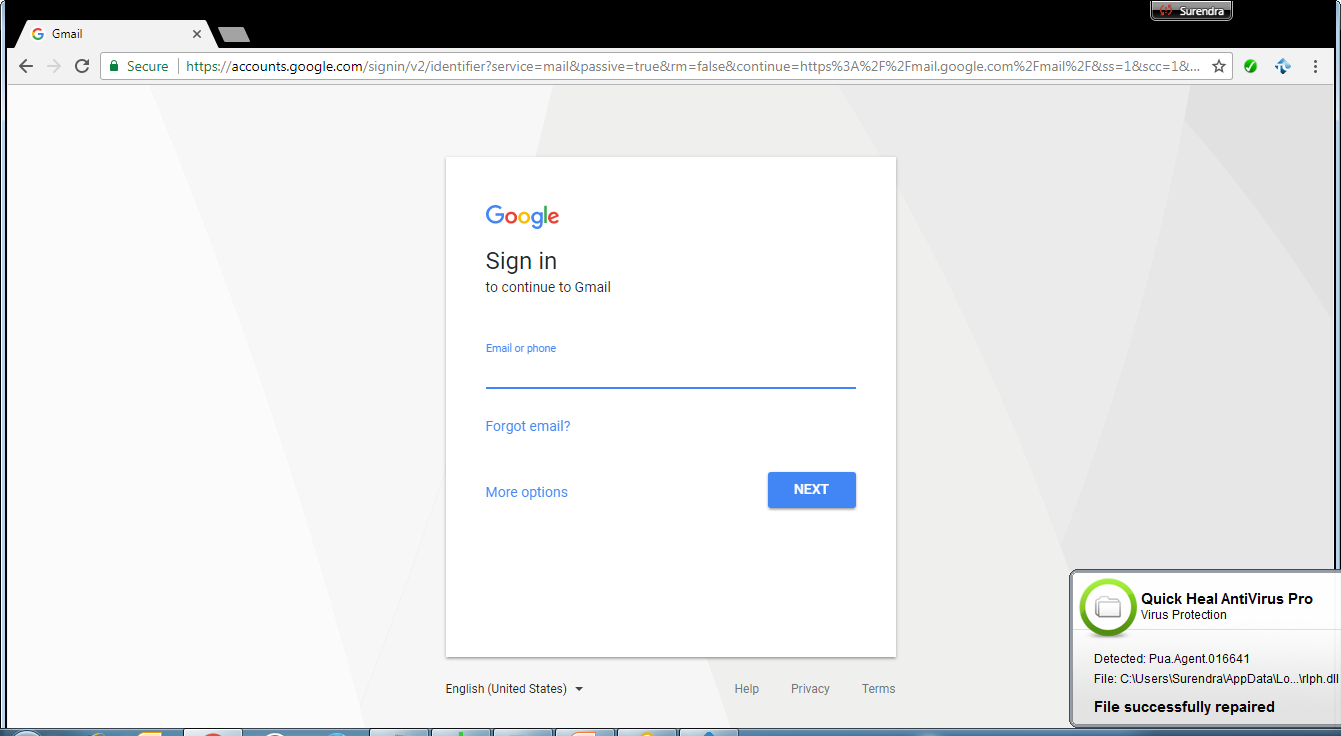 Surendra
Gmail
Secure
https://accounts.google.com/signin/v2/identifier?service=mail&passive=true&rm=false&continue=https%3A%2F%2Fmail.google.com%2Fmail%2F&ss=1&scc=1&...
Google
Sign in
to continue to Gmail
Email or phone
Forgot email?
More options
NEXT
English (United States)
Help
Privacy
Terms
Quick Heal AntiVirus Pro
Virus Protection
Detected: Pua.Agent.016641
File: C:\Users\Surendra\AppData\Lo...\rlph.dll
File successfully repaired